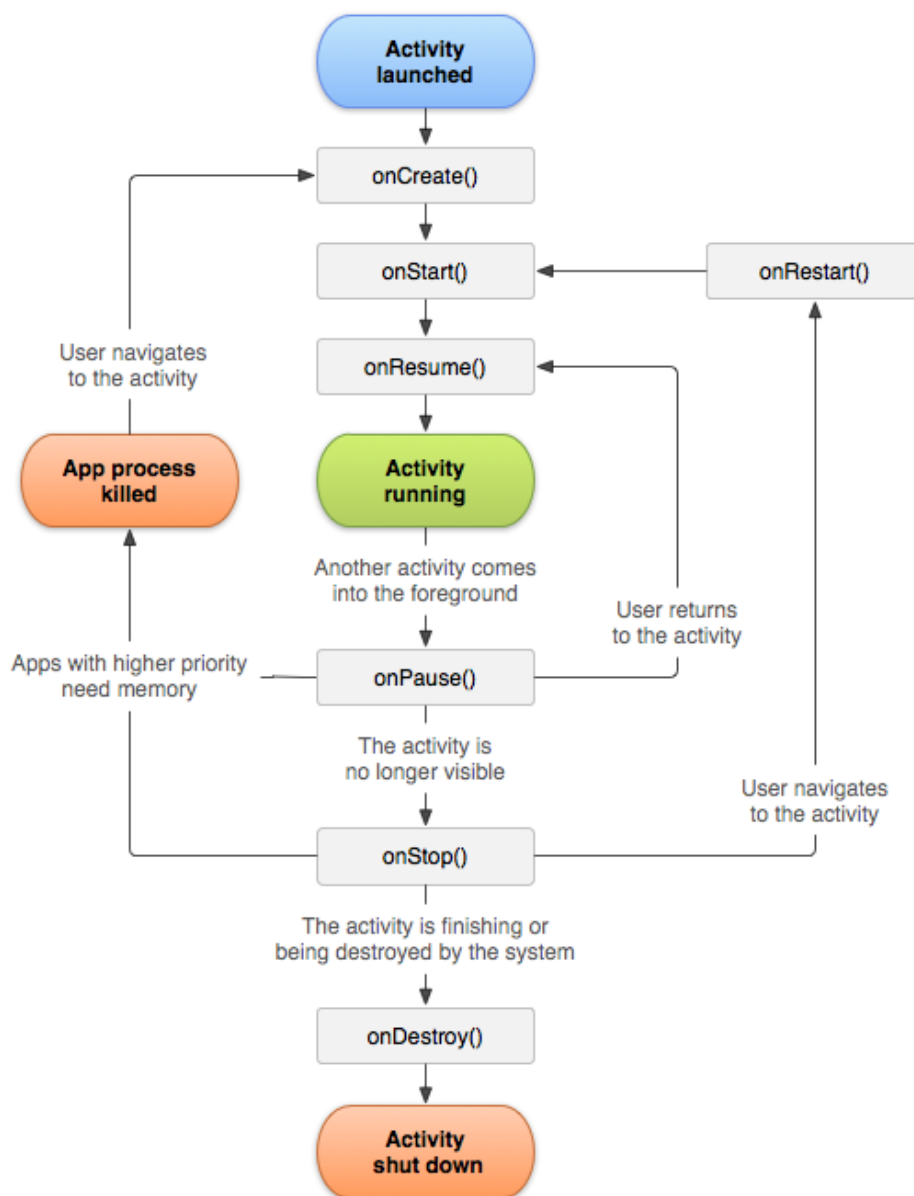 Activity
launched
onCreate()
onStart()
onRestart()
User navigates
to the activity
onResume()
App process
killed
Activity
running
Another activity comes
into the foreground
User returns
to the activity
Apps with higher priority
need memory
onPause()
The activity is
no longer visible
User navigates
to the activity
onStop()
The activity is finishing or
being destroyed by the system
onDestroy()
Activity
shut down